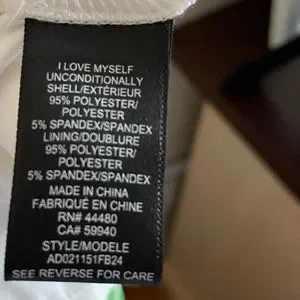 I LOVE MYSELF
UNCONDITIONALLY
SHELL/EXTÉRIEUR
95% POLYESTER/
POLYESTER
5% SPANDEX/SPANDEX
LINING/DOUBLURE
95% POLYESTER/
POLYESTER
5% SPANDEX/SPANDEX
MADE IN CHINA
FABRIQUÉ EN CHINE
RN# 44480
CA# 59940
STYLE/MODELE
AD021151FB24
SEE REVERSE FOR CARE